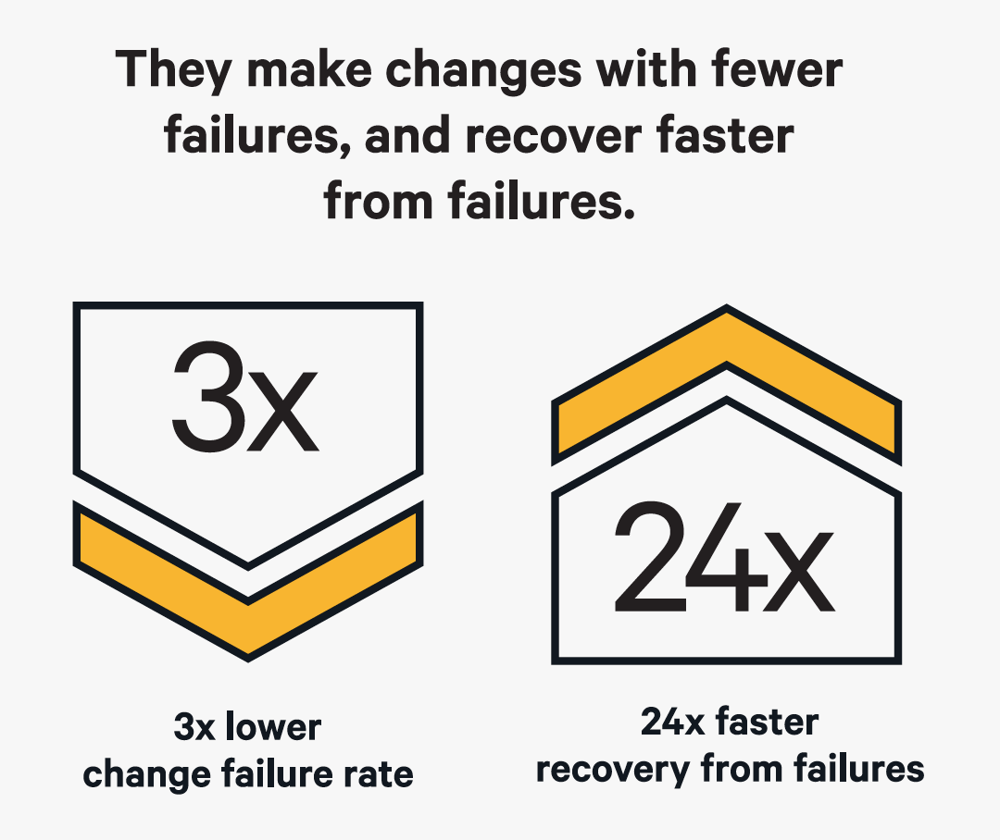 They make changes with fewer
failures, and recover faster
from failures.
3x
24x
3x lower
change failure rate
24x faster
recovery from failures